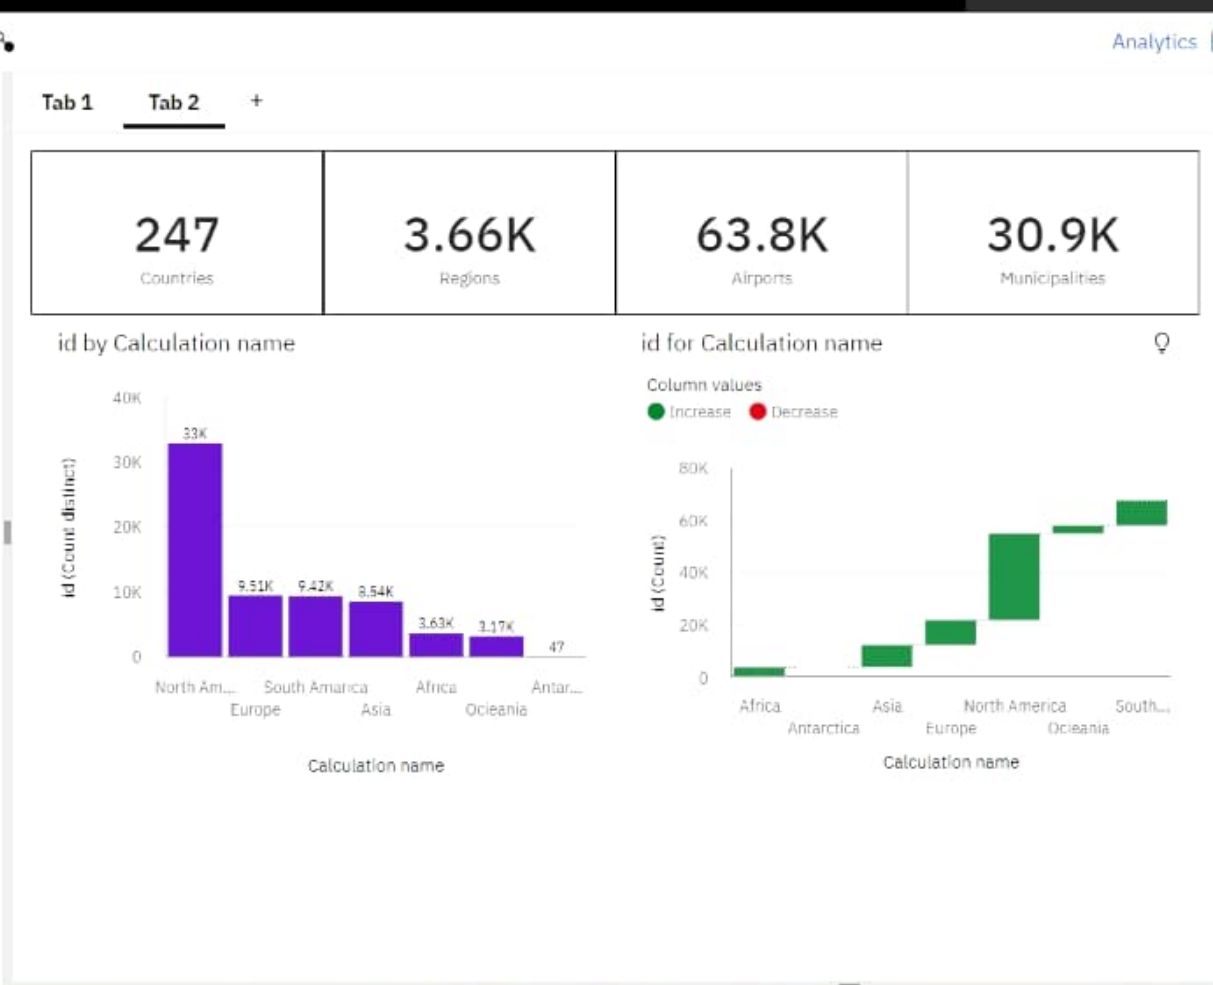 Analytics
Tab 1 Tab 2 +
247 3.66K 63.8K 30.9K
Countries Regions Airports Municipalities
id by Calculation name
40K
33K
30K
id (Count distinct)
20K
9.51K 9.42K 8.54K
10K
3.63K 3.17K
47
0
North Am... South Amarica Africa Antar...
Europe Asia Ocieania
Calculation name
id for Calculation name
Column values
Increase Decrease
80K
60K
id (Count)
40K
20K
0
Africa Asia North America South...
Antarctica Europe Ocieania
Calculation name